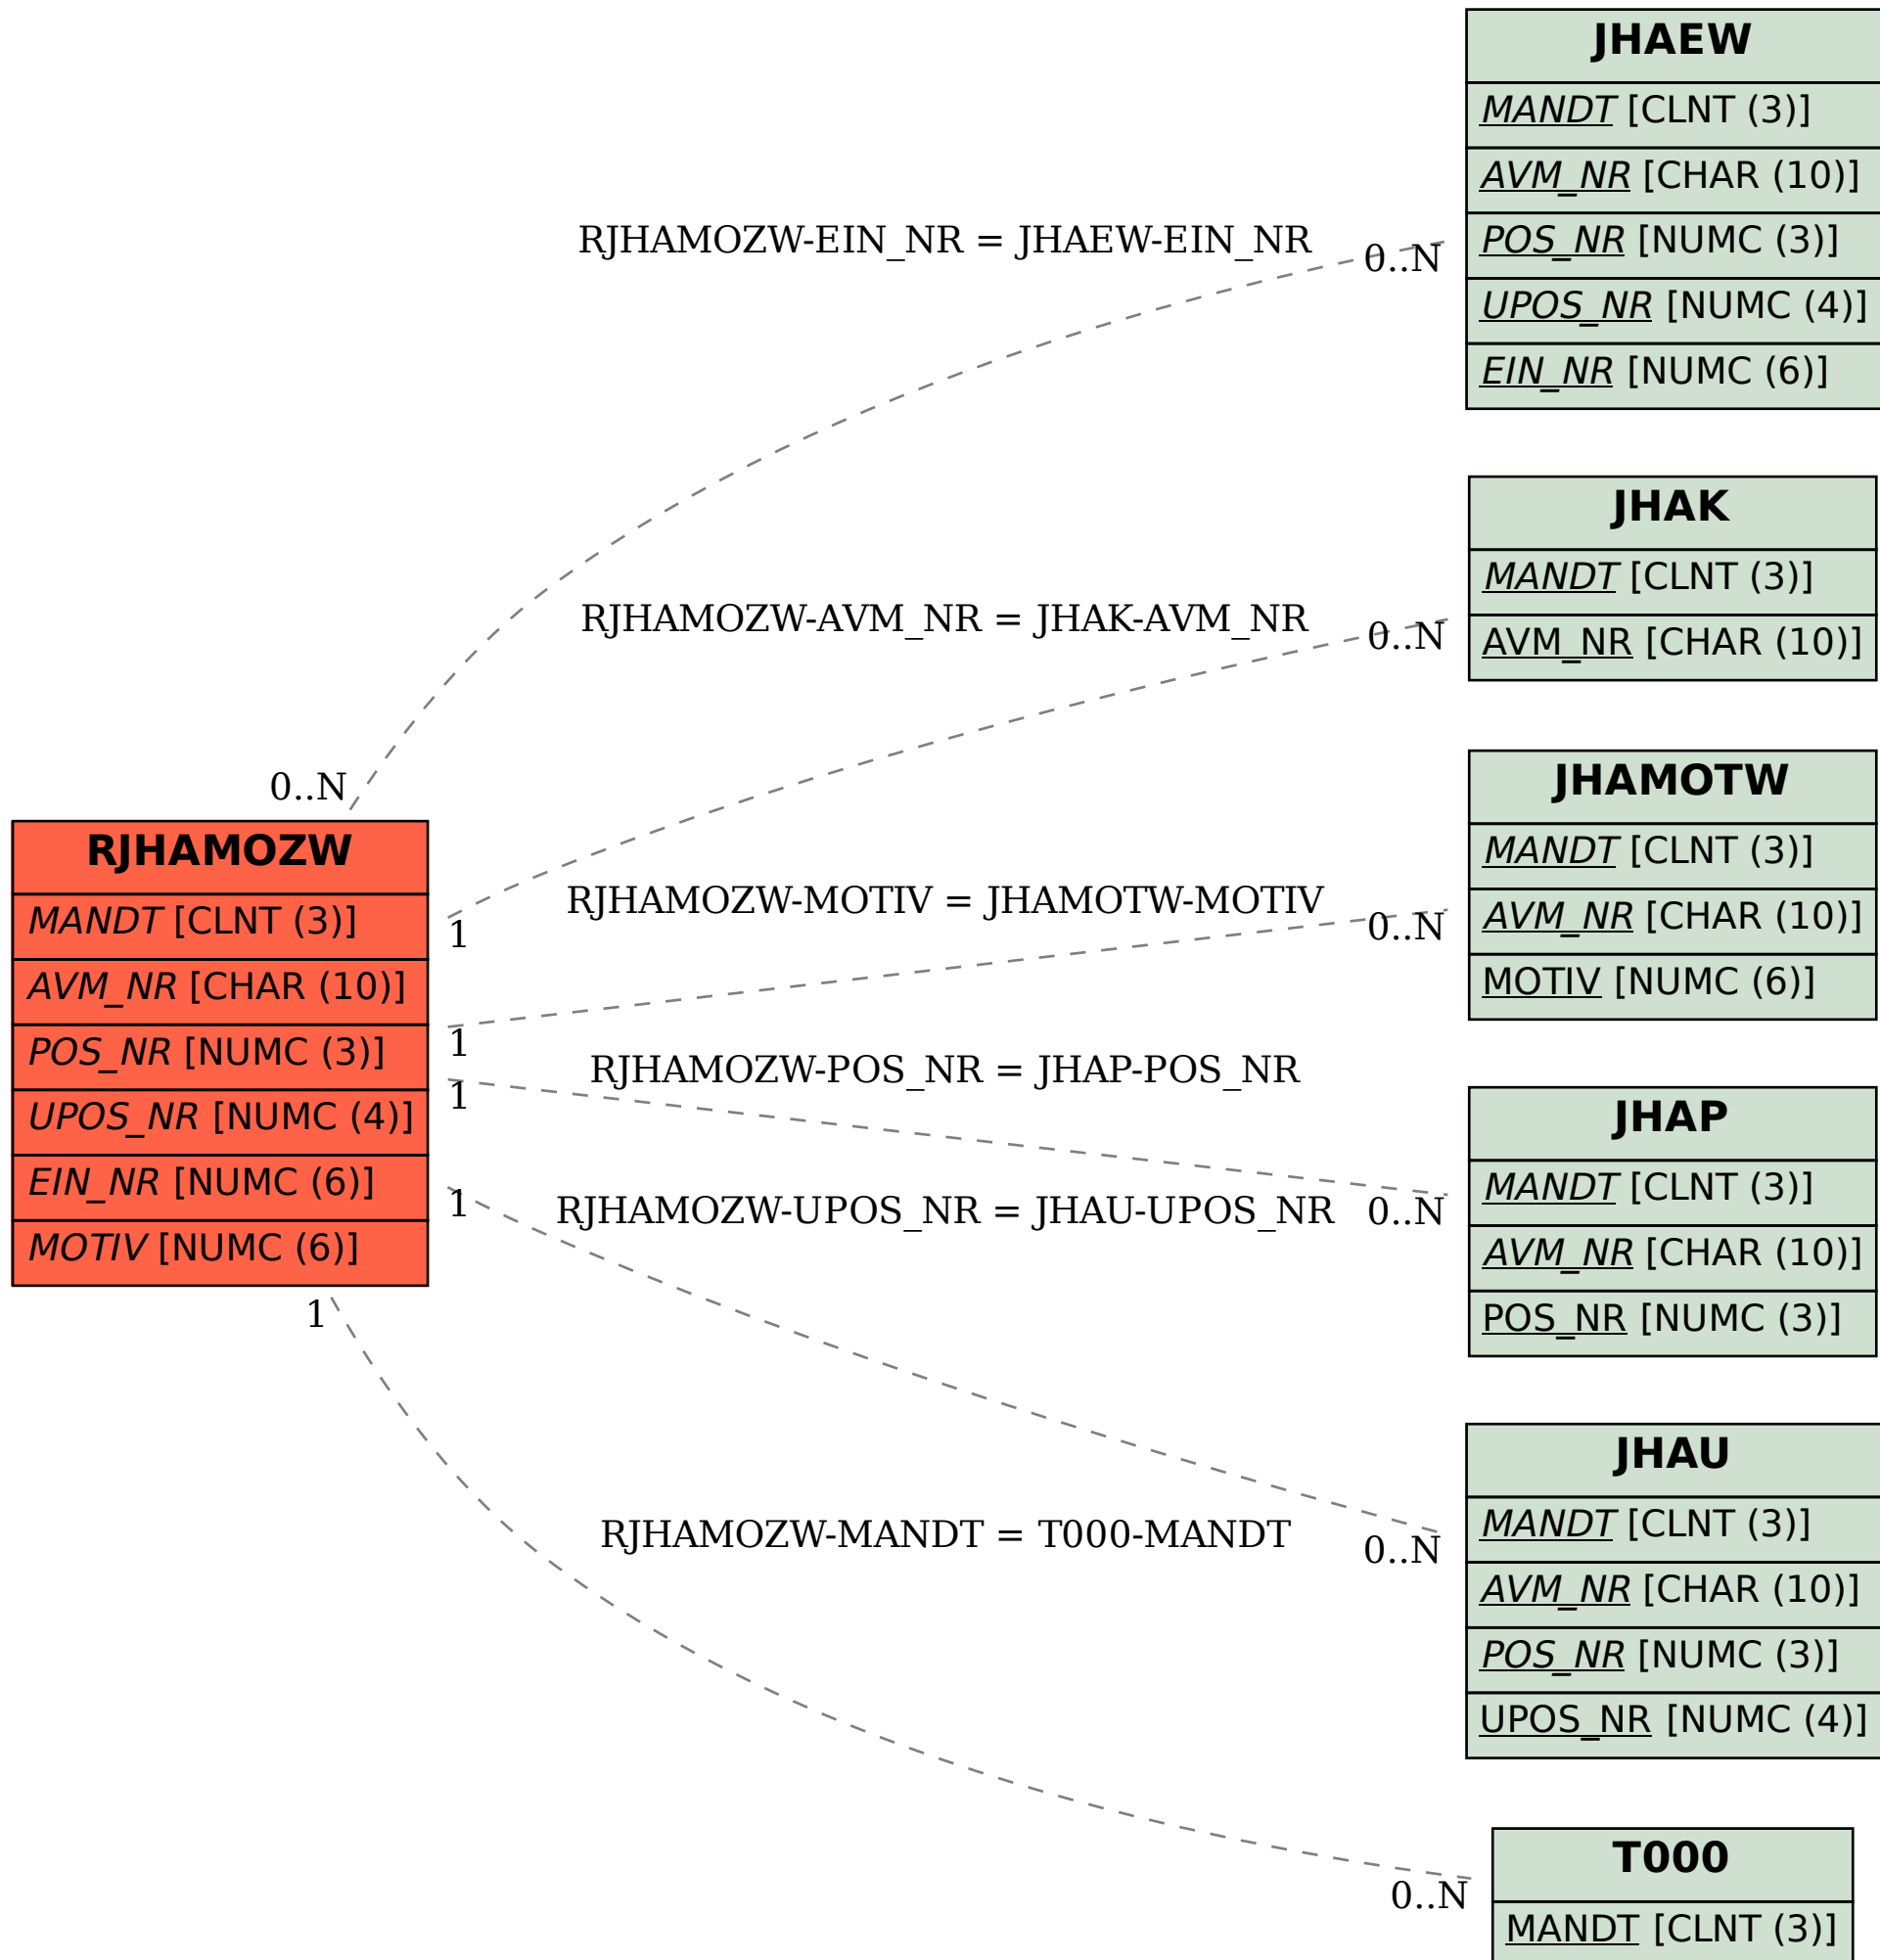 JHAEW
MANDT [CLNT (3)]
AVM_NR [CHAR (10)]
POS_NR [NUMC (3)]
UPOS_NR [NUMC (4)]
EIN_NR [NUMC (6)]
RJHAMOZW-EIN_NR = JHAEW-EIN_NR
0..N
0..N
JHAK
MANDT [CLNT (3)]
AVM_NR [CHAR (10)]
RJHAMOZW-AVM_NR = JHAK-AVM_NR
0..N
1
JHAMOTW
MANDT [CLNT (3)]
AVM_NR [CHAR (10)]
MOTIV [NUMC (6)]
RJHAMOZW-MOTIV = JHAMOTW-MOTIV
0..N
1
RJHAMOZW
MANDT [CLNT (3)]
AVM_NR [CHAR (10)]
POS_NR [NUMC (3)]
UPOS_NR [NUMC (4)]
EIN_NR [NUMC (6)]
MOTIV [NUMC (6)]
RJHAMOZW-POS_NR = JHAP-POS_NR
1
0..N
JHAP
MANDT [CLNT (3)]
AVM_NR [CHAR (10)]
POS_NR [NUMC (3)]
RJHAMOZW-UPOS_NR = JHAU-UPOS_NR
1
0..N
JHAU
MANDT [CLNT (3)]
AVM_NR [CHAR (10)]
POS_NR [NUMC (3)]
UPOS_NR [NUMC (4)]
RJHAMOZW-MANDT = T000-MANDT
1
0..N
T000
MANDT [CLNT (3)]